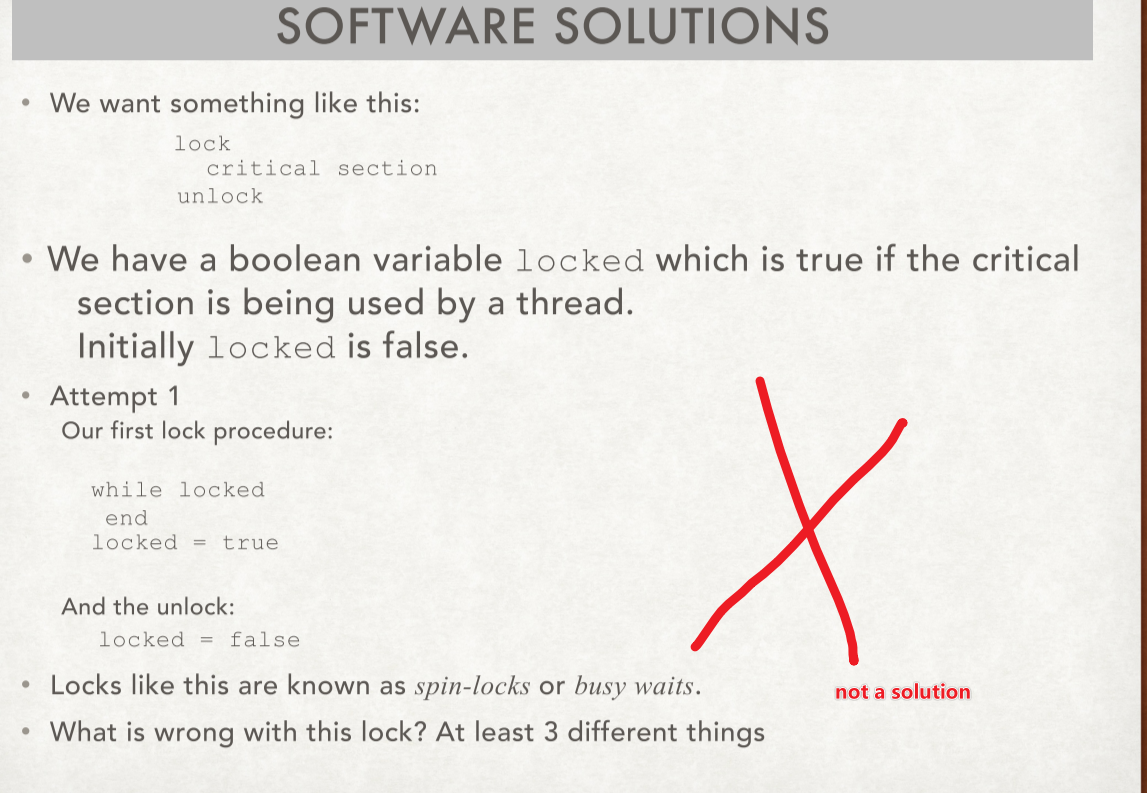 SOFTWARE SOLUTIONS
• We want something like this:
lock
critical section
unlock
• We have a boolean variable locked which is true if the critical
section is being used by a thread.
Initially locked is false.
• Attempt 1
Our first lock procedure:
while locked
end
locked = true
And the unlock:
locked = false
• Locks like this are known as spin-locks or busy waits.
not a solution
• What is wrong with this lock? At least 3 different things